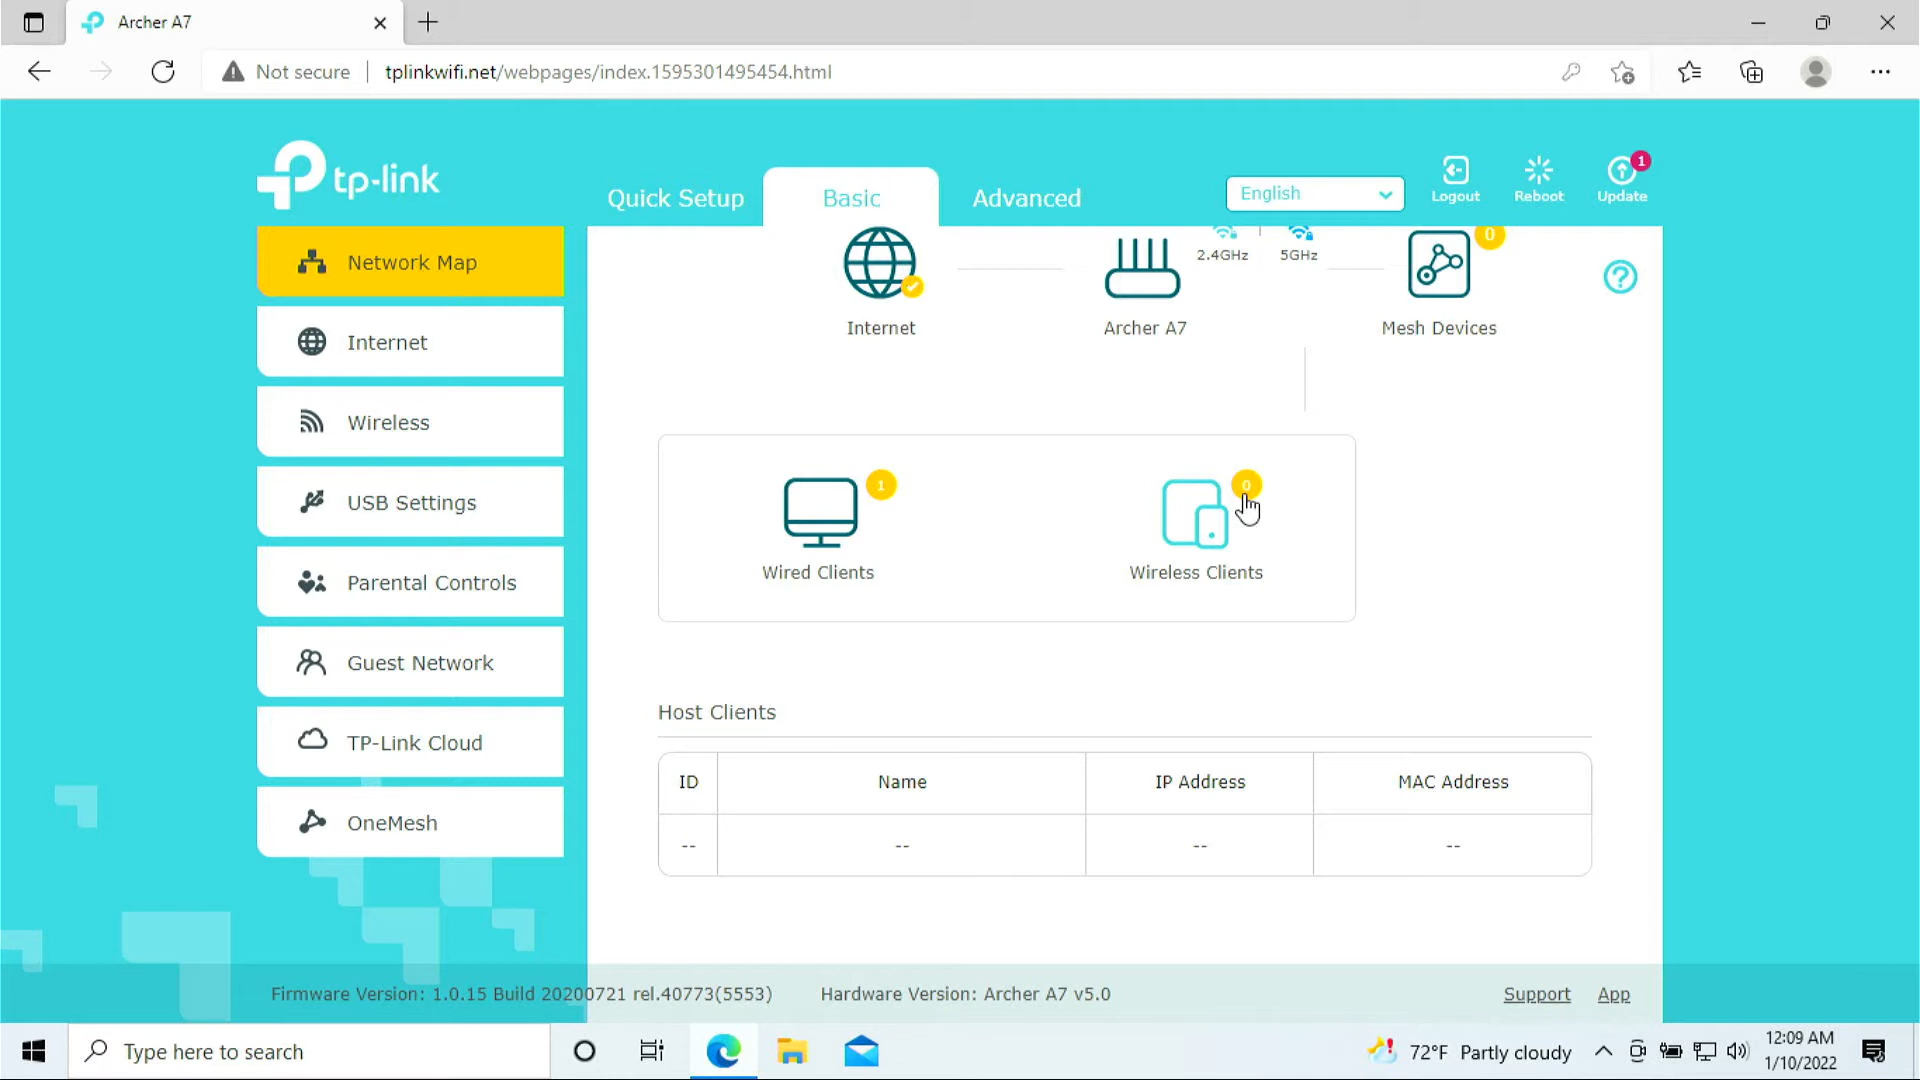 Archer A7
Not secure
tplinkwifi.net/webpages/index.1595301495454.html
tp-link
Quick Setup
Basic
Advanced
English
Logout
Reboot
Update
1
Network Map
Internet
Wireless
USB Settings
Parental Controls
Guest Network
TP-Link Cloud
OneMesh
2.4GHz
5GHz
0
Internet
Archer A7
Mesh Devices
1
0
Wired Clients
Wireless Clients
Host Clients
ID Name IP Address MAC Address
-- -- -- --
Firmware Version: 1.0.15 Build 20200721 rel.40773(5553)
Hardware Version: Archer A7 v5.0
Support
App
Type here to search
72°F Partly cloudy
12:09 AM
1/10/2022